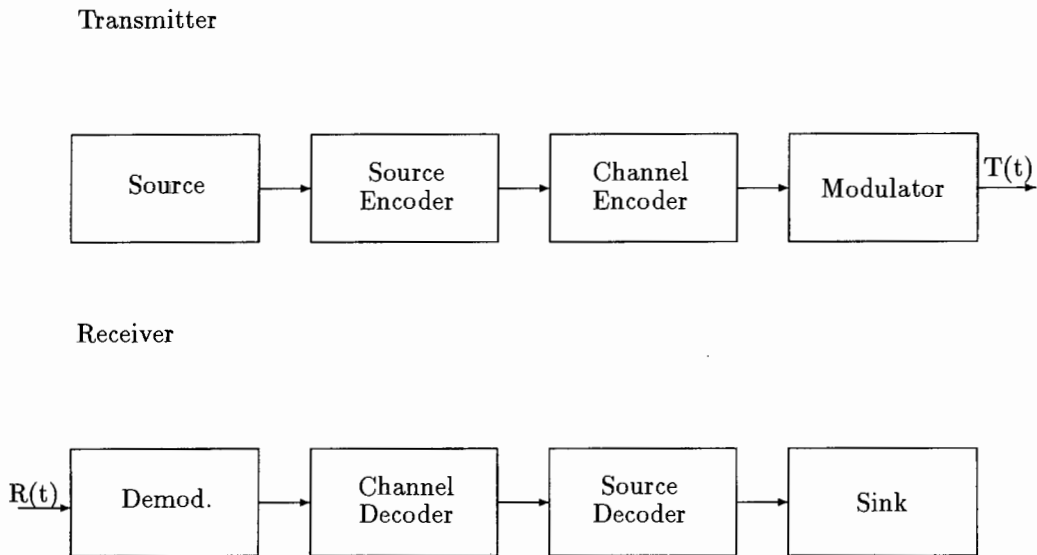 Transmitter
Source
Source
Encoder
Channel
Encoder
Modulator
T(t)
Receiver
R(t)
Demod.
Channel
Decoder
Source
Decoder
Sink